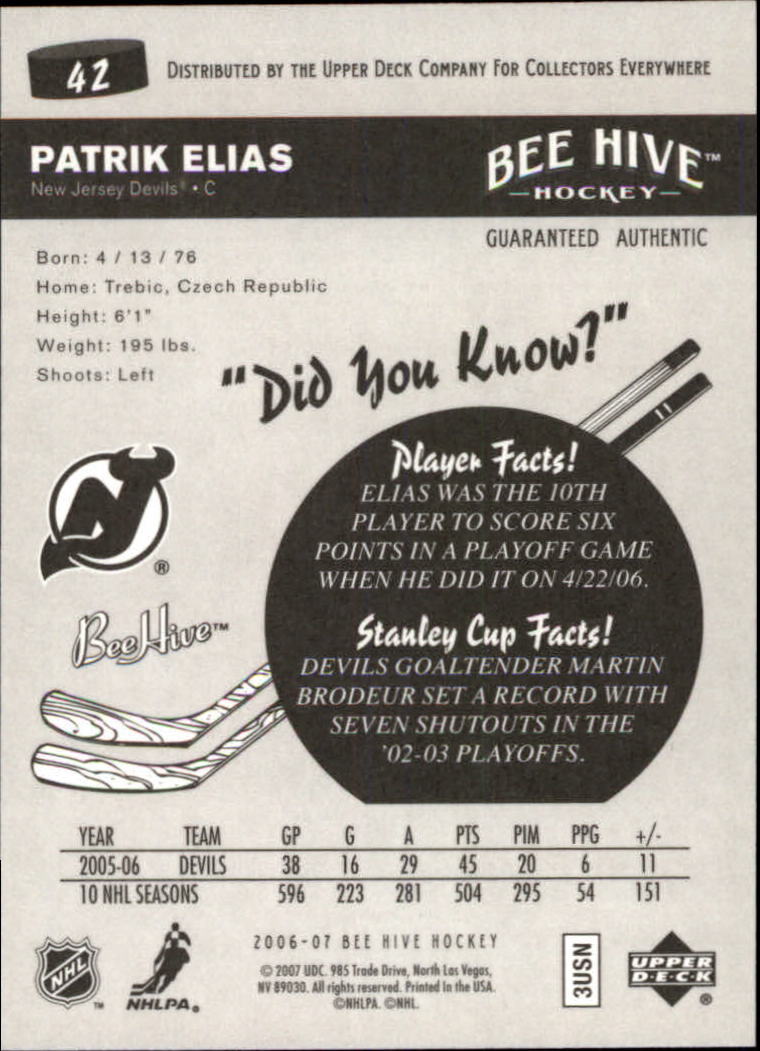 42
DISTRIBUTED BY THE UPPER DECK COMPANY FOR COLLECTORS EVERYWHERE
PATRIK ELIAS
New Jersey Devils® • C
BEE HIVE™
HOCKEY
GUARANTEED AUTHENTIC
Born: 4 / 13 / 76
Home: Trebic, Czech Republic
Height: 6'1"
Weight: 195 lbs.
Shoots: Left
"Did You Know?"
Player Facts!
ELIAS WAS THE 10TH
PLAYER TO SCORE SIX
POINTS IN A PLAYOFF GAME
WHEN HE DID IT ON 4/22/06.
®
BeeHive™
Stanley Cup Facts!
DEVILS GOALTENDER MARTIN
BRODEUR SET A RECORD WITH
SEVEN SHUTOUTS IN THE
'02-03 PLAYOFFS.
YEAR TEAM GP G A PTS PIM PPG +/-
2005-06 DEVILS 38 16 29 45 20 6 11
10 NHL SEASONS 596 223 281 504 295 54 151
2006-07 BEE HIVE HOCKEY
© 2007 UDC. 985 Trade Drive, North Las Vegas,
NV 89030. All rights reserved. Printed In the USA.
©NHLPA. ©NHL.
NHL ™
NHLPA®
3USN
UPPER
D·E·C·K
®